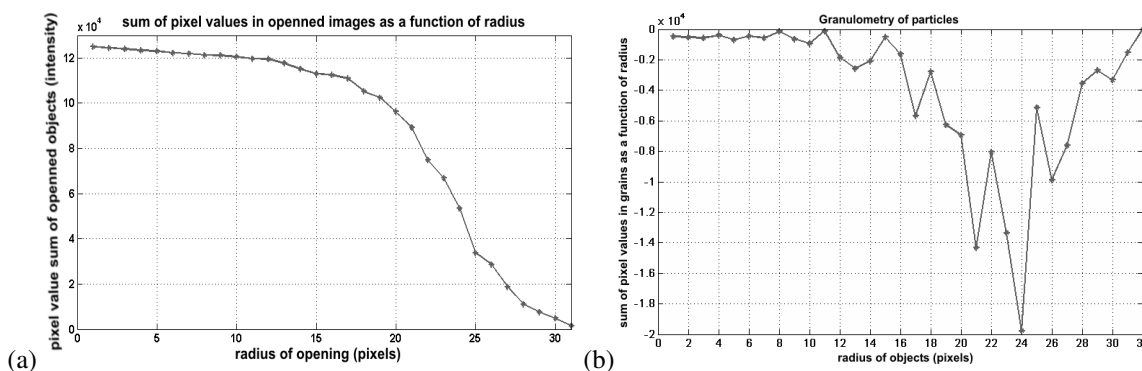 sum of pixel values in openned images as a function of radius
x 10⁴
pixel value sum of openned objects (intensity)
12
10
8
6
4
2
0
0 5 10 15 20 25 30
radius of opening (pixels)
(a)
Granulometry of particles
x 10⁴
sum of pixel values in grains as a function of radius
0
-0.2
-0.4
-0.6
-0.8
-1
-1.2
-1.4
-1.6
-1.8
-2
0 2 4 6 8 10 12 14 16 18 20 22 24 26 28 30
radius of objects (pixels)
(b)